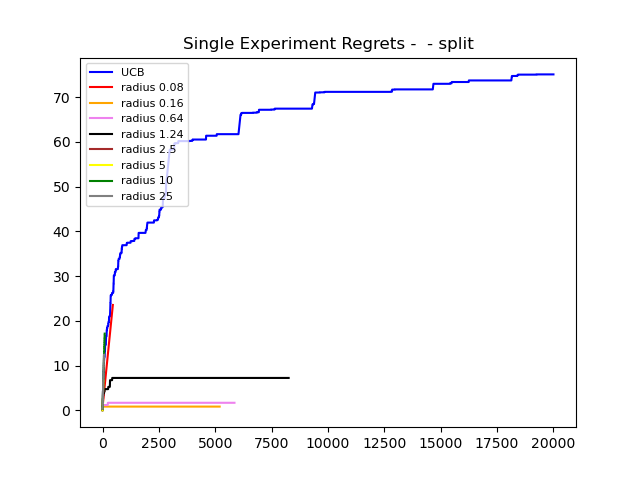 Single Experiment Regrets -  - split
UCB
radius 0.08
radius 0.16
radius 0.64
radius 1.24
radius 2.5
radius 5
radius 10
radius 25
70
60
50
40
30
20
10
0
0 2500 5000 7500 10000 12500 15000 17500 20000